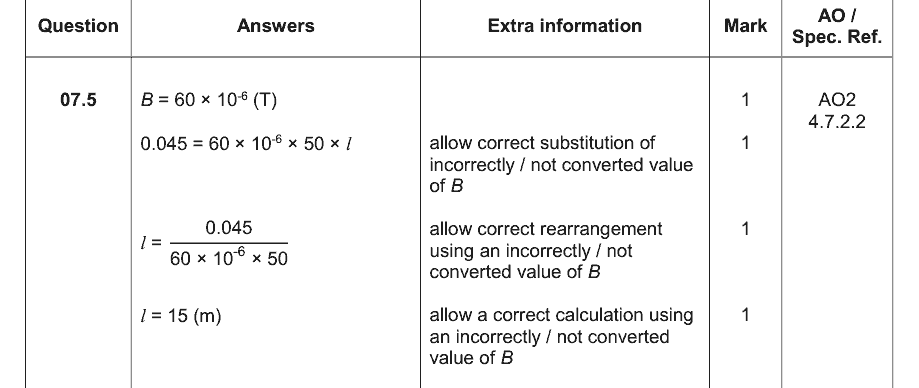 Question Answers Extra information Mark AO /
Spec. Ref.
07.5 B = 60 × 10⁻⁶ (T) 1 AO2
4.7.2.2
0.045 = 60 × 10⁻⁶ × 50 × l allow correct substitution of 1
incorrectly / not converted value
of B
l = 0.045 / 60 × 10⁻⁶ × 50 allow correct rearrangement 1
using an incorrectly / not
converted value of B
l = 15 (m) allow a correct calculation using 1
an incorrectly / not converted
value of B